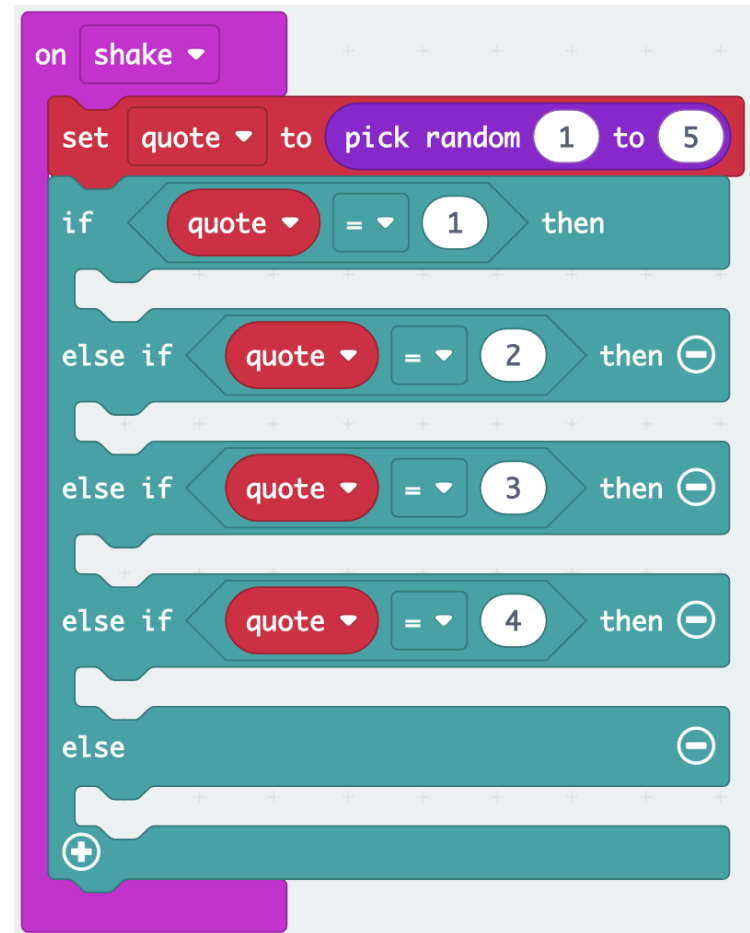 on shake
set quote to pick random 1 to 5
if quote = 1 then
else if quote = 2 then
else if quote = 3 then
else if quote = 4 then
else